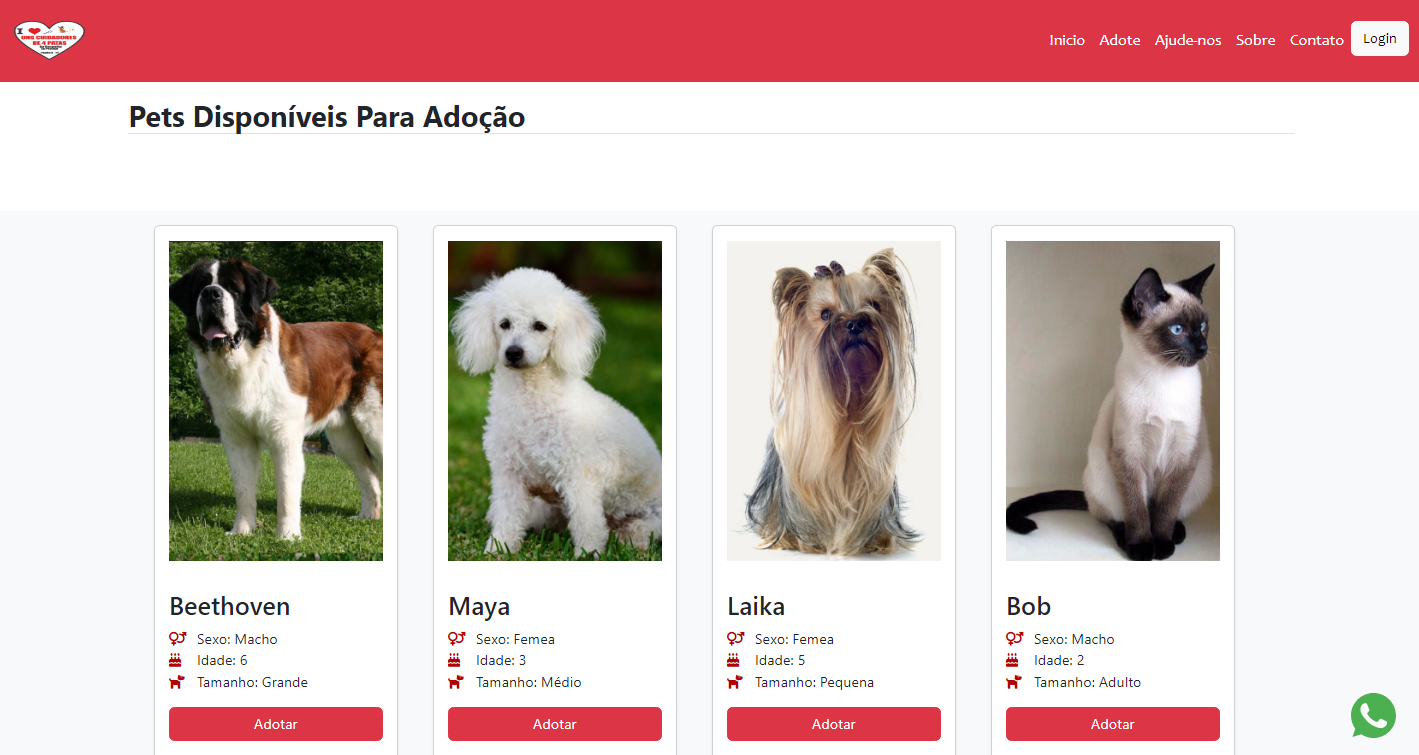 I
ONG CUIDADORES
DE 4 PATAS
Inicio Adote Ajude-nos Sobre Contato Login
Pets Disponíveis Para Adoção
Beethoven
Sexo: Macho
Idade: 6
Tamanho: Grande
Adotar
Maya
Sexo: Femea
Idade: 3
Tamanho: Médio
Adotar
Laika
Sexo: Femea
Idade: 5
Tamanho: Pequena
Adotar
Bob
Sexo: Macho
Idade: 2
Tamanho: Adulto
Adotar